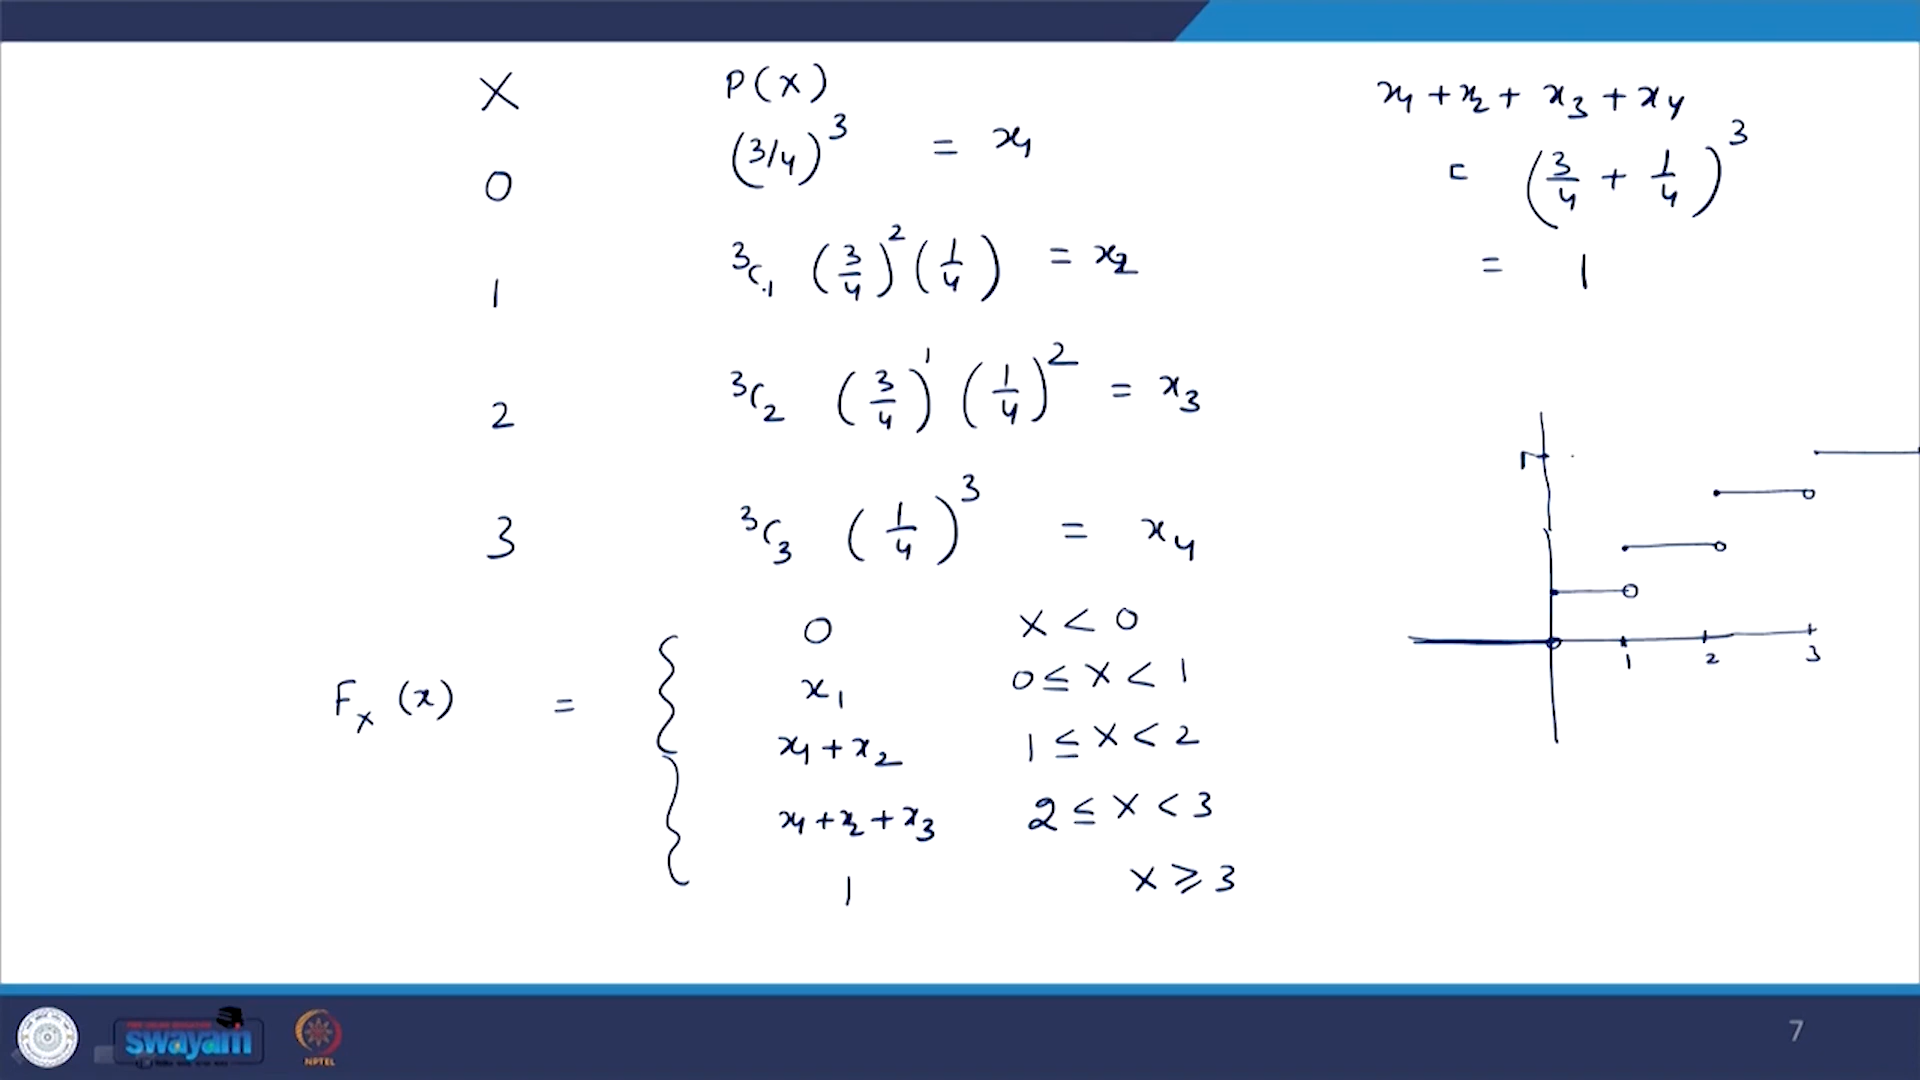 X P(X)
0 (3/4)^3 = x1
1 3C1 (3/4)^2 (1/4) = x2
2 3C2 (3/4)^1 (1/4)^2 = x3
3 3C3 (1/4)^3 = x4
x1 + x2 + x3 + x4
= (3/4 + 1/4)^3
= 1
1
1 2 3
F_X (x) = {
0 X < 0
x1 0 ≤ X < 1
x1 + x2 1 ≤ X < 2
x1 + x2 + x3 2 ≤ X < 3
1 X ≥ 3
swayam
NPTEL
7